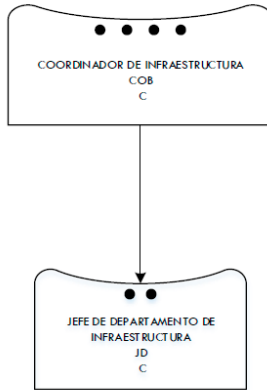 COORDINADOR DE INFRAESTRUCTURA
COB
C
JEFE DE DEPARTAMENTO DE
INFRAESTRUCTURA
JD
C